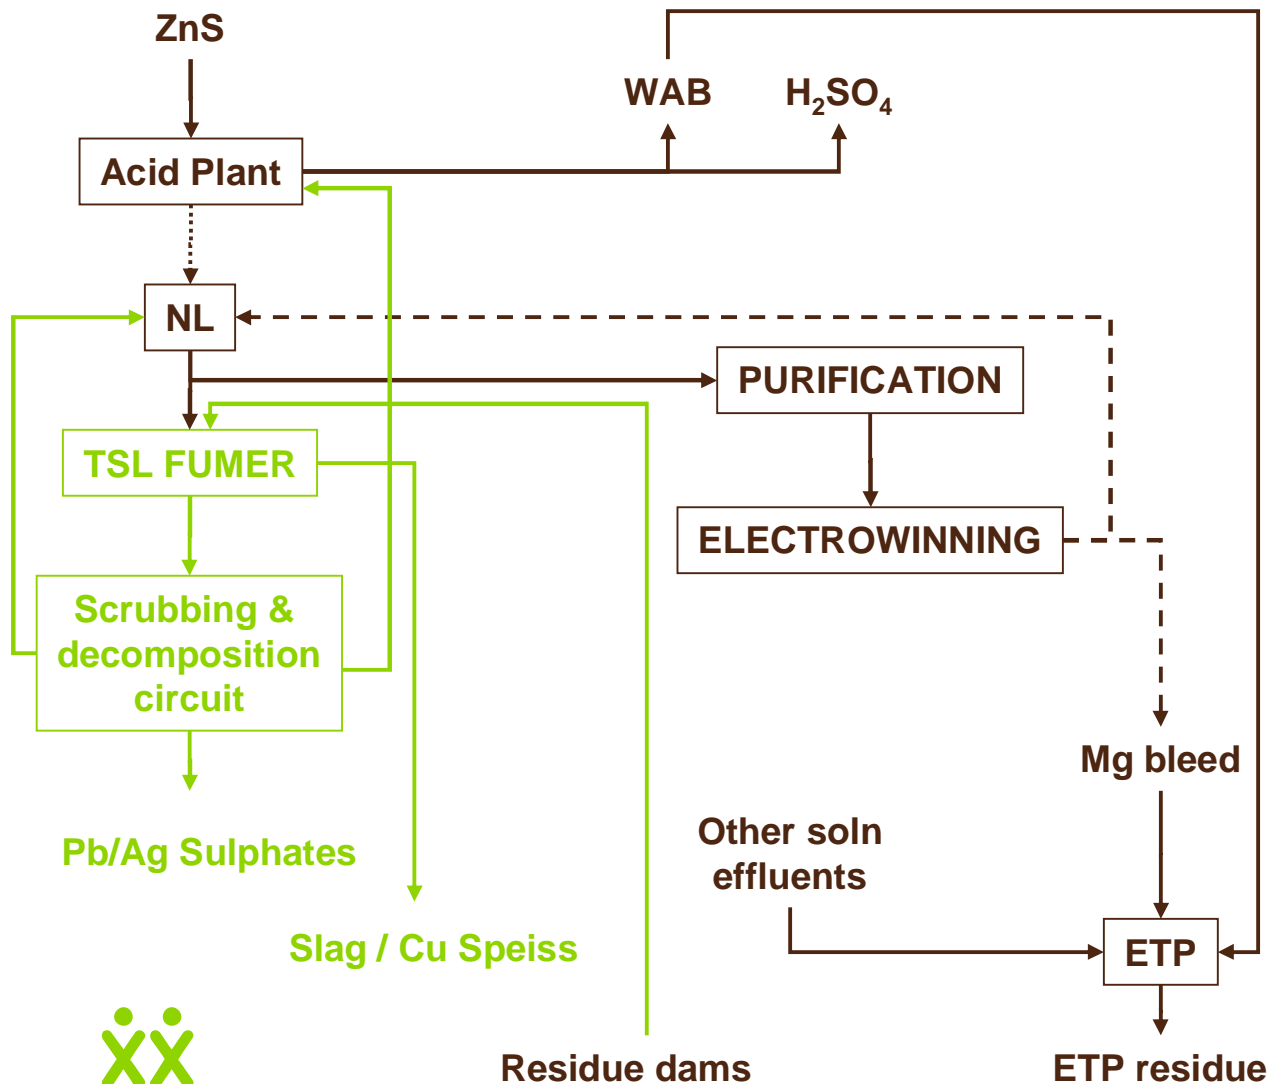 ZnS
WAB
H₂SO₄
Acid Plant
NL
PURIFICATION
TSL FUMER
ELECTROWINNING
Scrubbing &
decomposition
circuit
Mg bleed
Other soln
effluents
Pb/Ag Sulphates
Slag / Cu Speiss
ETP
Residue dams
ETP residue